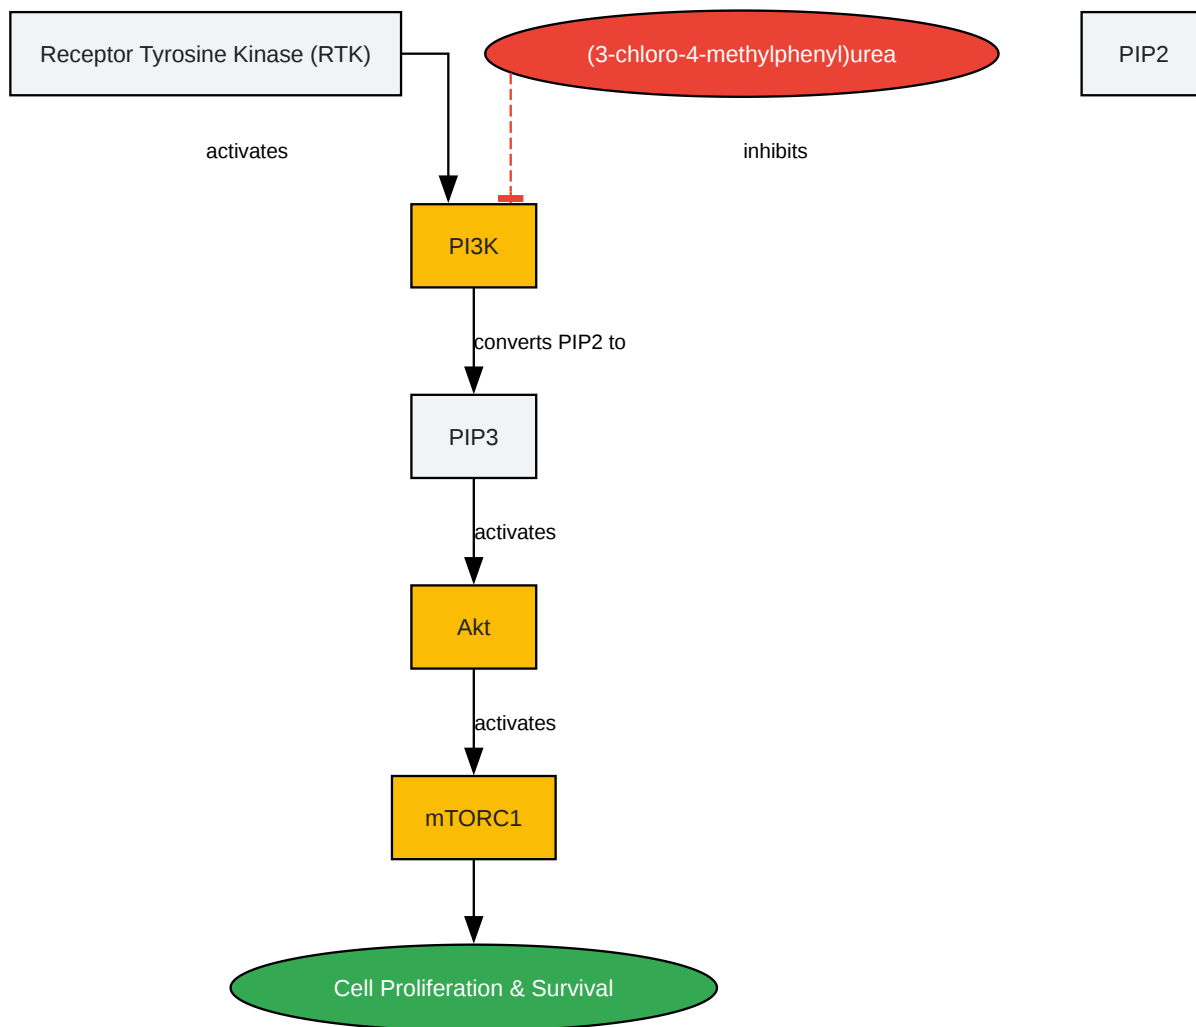 Receptor Tyrosine Kinase (RTK)
(3-chloro-4-methylphenyl)urea
PIP2
activates
inhibits
PI3K
converts PIP2 to
PIP3
activates
Akt
activates
mTORC1
Cell Proliferation & Survival